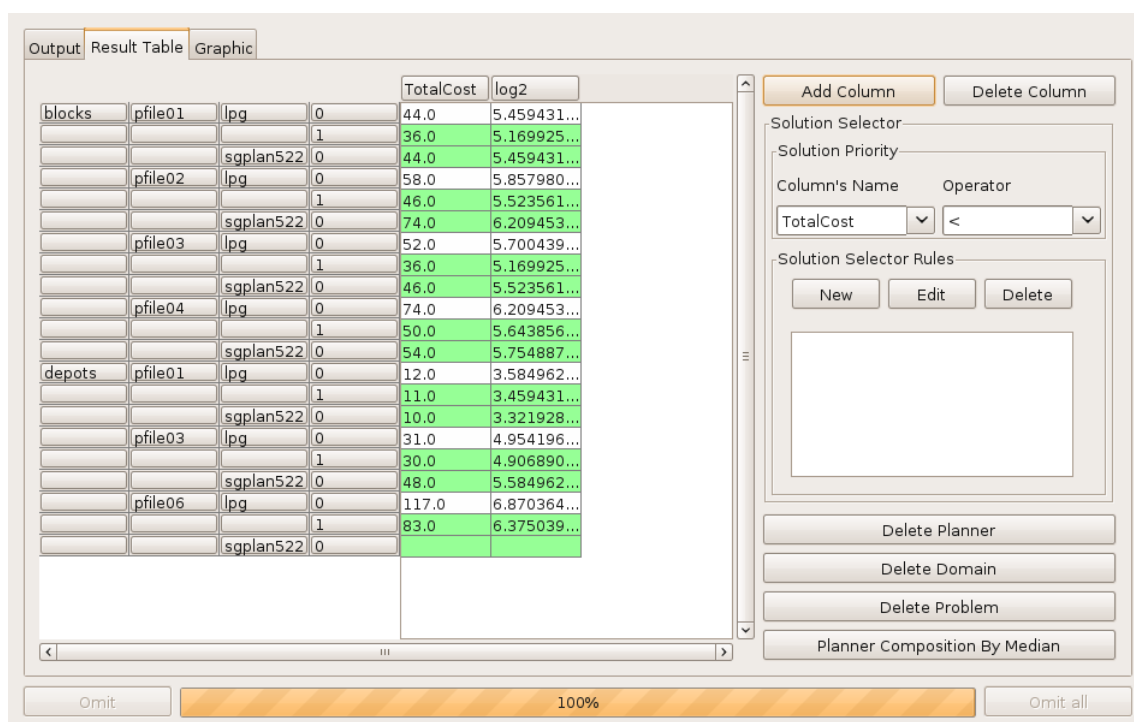 Output Result Table Graphic
TotalCost log2
blocks pfile01 lpg 0 44.0 5.459431...
1 36.0 5.169925...
sgplan522 0 44.0 5.459431...
pfile02 lpg 0 58.0 5.857980...
1 46.0 5.523561...
sgplan522 0 74.0 6.209453...
pfile03 lpg 0 52.0 5.700439...
1 36.0 5.169925...
sgplan522 0 46.0 5.523561...
pfile04 lpg 0 74.0 6.209453...
1 50.0 5.643856...
sgplan522 0 54.0 5.754887...
depots pfile01 lpg 0 12.0 3.584962...
1 11.0 3.459431...
sgplan522 0 10.0 3.321928...
pfile03 lpg 0 31.0 4.954196...
1 30.0 4.906890...
sgplan522 0 48.0 5.584962...
pfile06 lpg 0 117.0 6.870364...
1 83.0 6.375039...
sgplan522 0
Add Column Delete Column
Solution Selector
Solution Priority
Column's Name Operator
TotalCost <
Solution Selector Rules
New Edit Delete
Delete Planner
Delete Domain
Delete Problem
Planner Composition By Median
Omit 100% Omit all